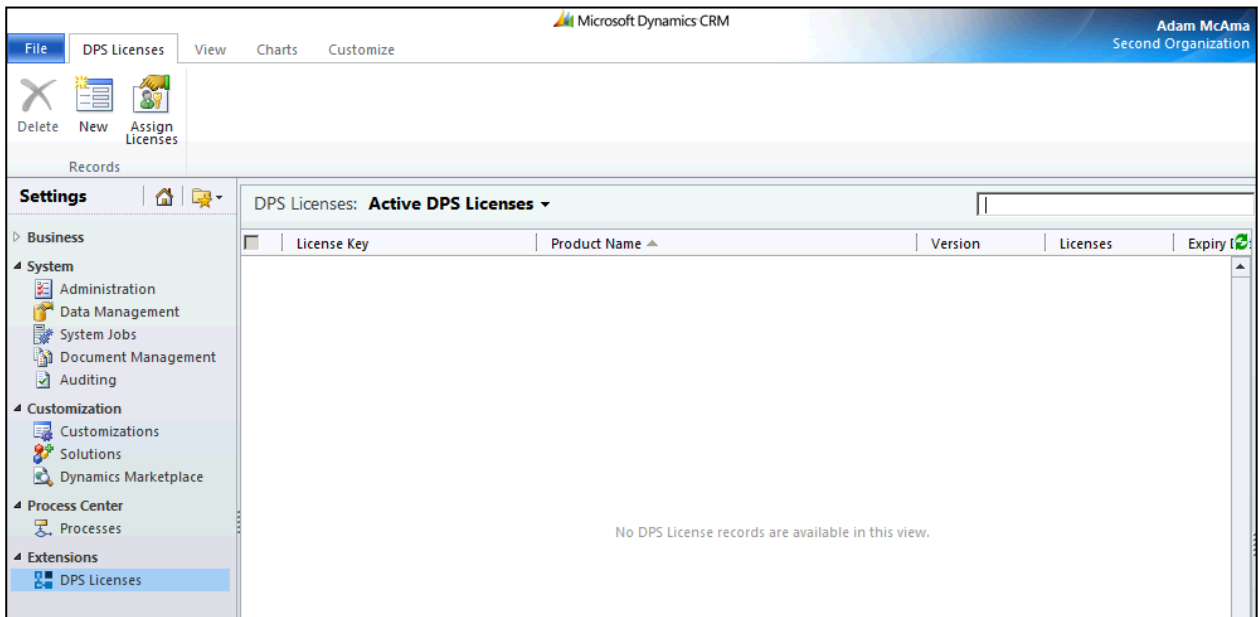 Microsoft Dynamics CRM
Adam McAma
Second Organization
File DPS Licenses View Charts Customize
Delete New Assign Licenses
Records
Settings
Business
System
Administration
Data Management
System Jobs
Document Management
Auditing
Customization
Customizations
Solutions
Dynamics Marketplace
Process Center
Processes
Extensions
DPS Licenses
DPS Licenses: Active DPS Licenses
License Key Product Name Version Licenses Expiry
No DPS License records are available in this view.